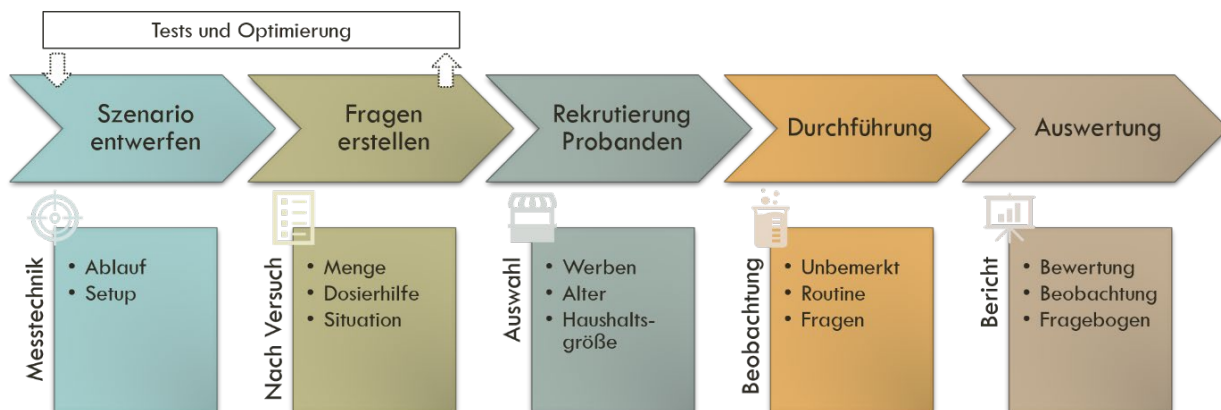 Tests und Optimierung
Szenario
entwerfen
Fragen
erstellen
Rekrutierung
Probanden
Durchführung
Auswertung
Messtechnik
• Ablauf
• Setup
Nach Versuch
• Menge
• Dosierhilfe
• Situation
Auswahl
• Werben
• Alter
• Haushalts-
größe
Beobachtung
• Unbemerkt
• Routine
• Fragen
Bericht
• Bewertung
• Beobachtung
• Fragebogen